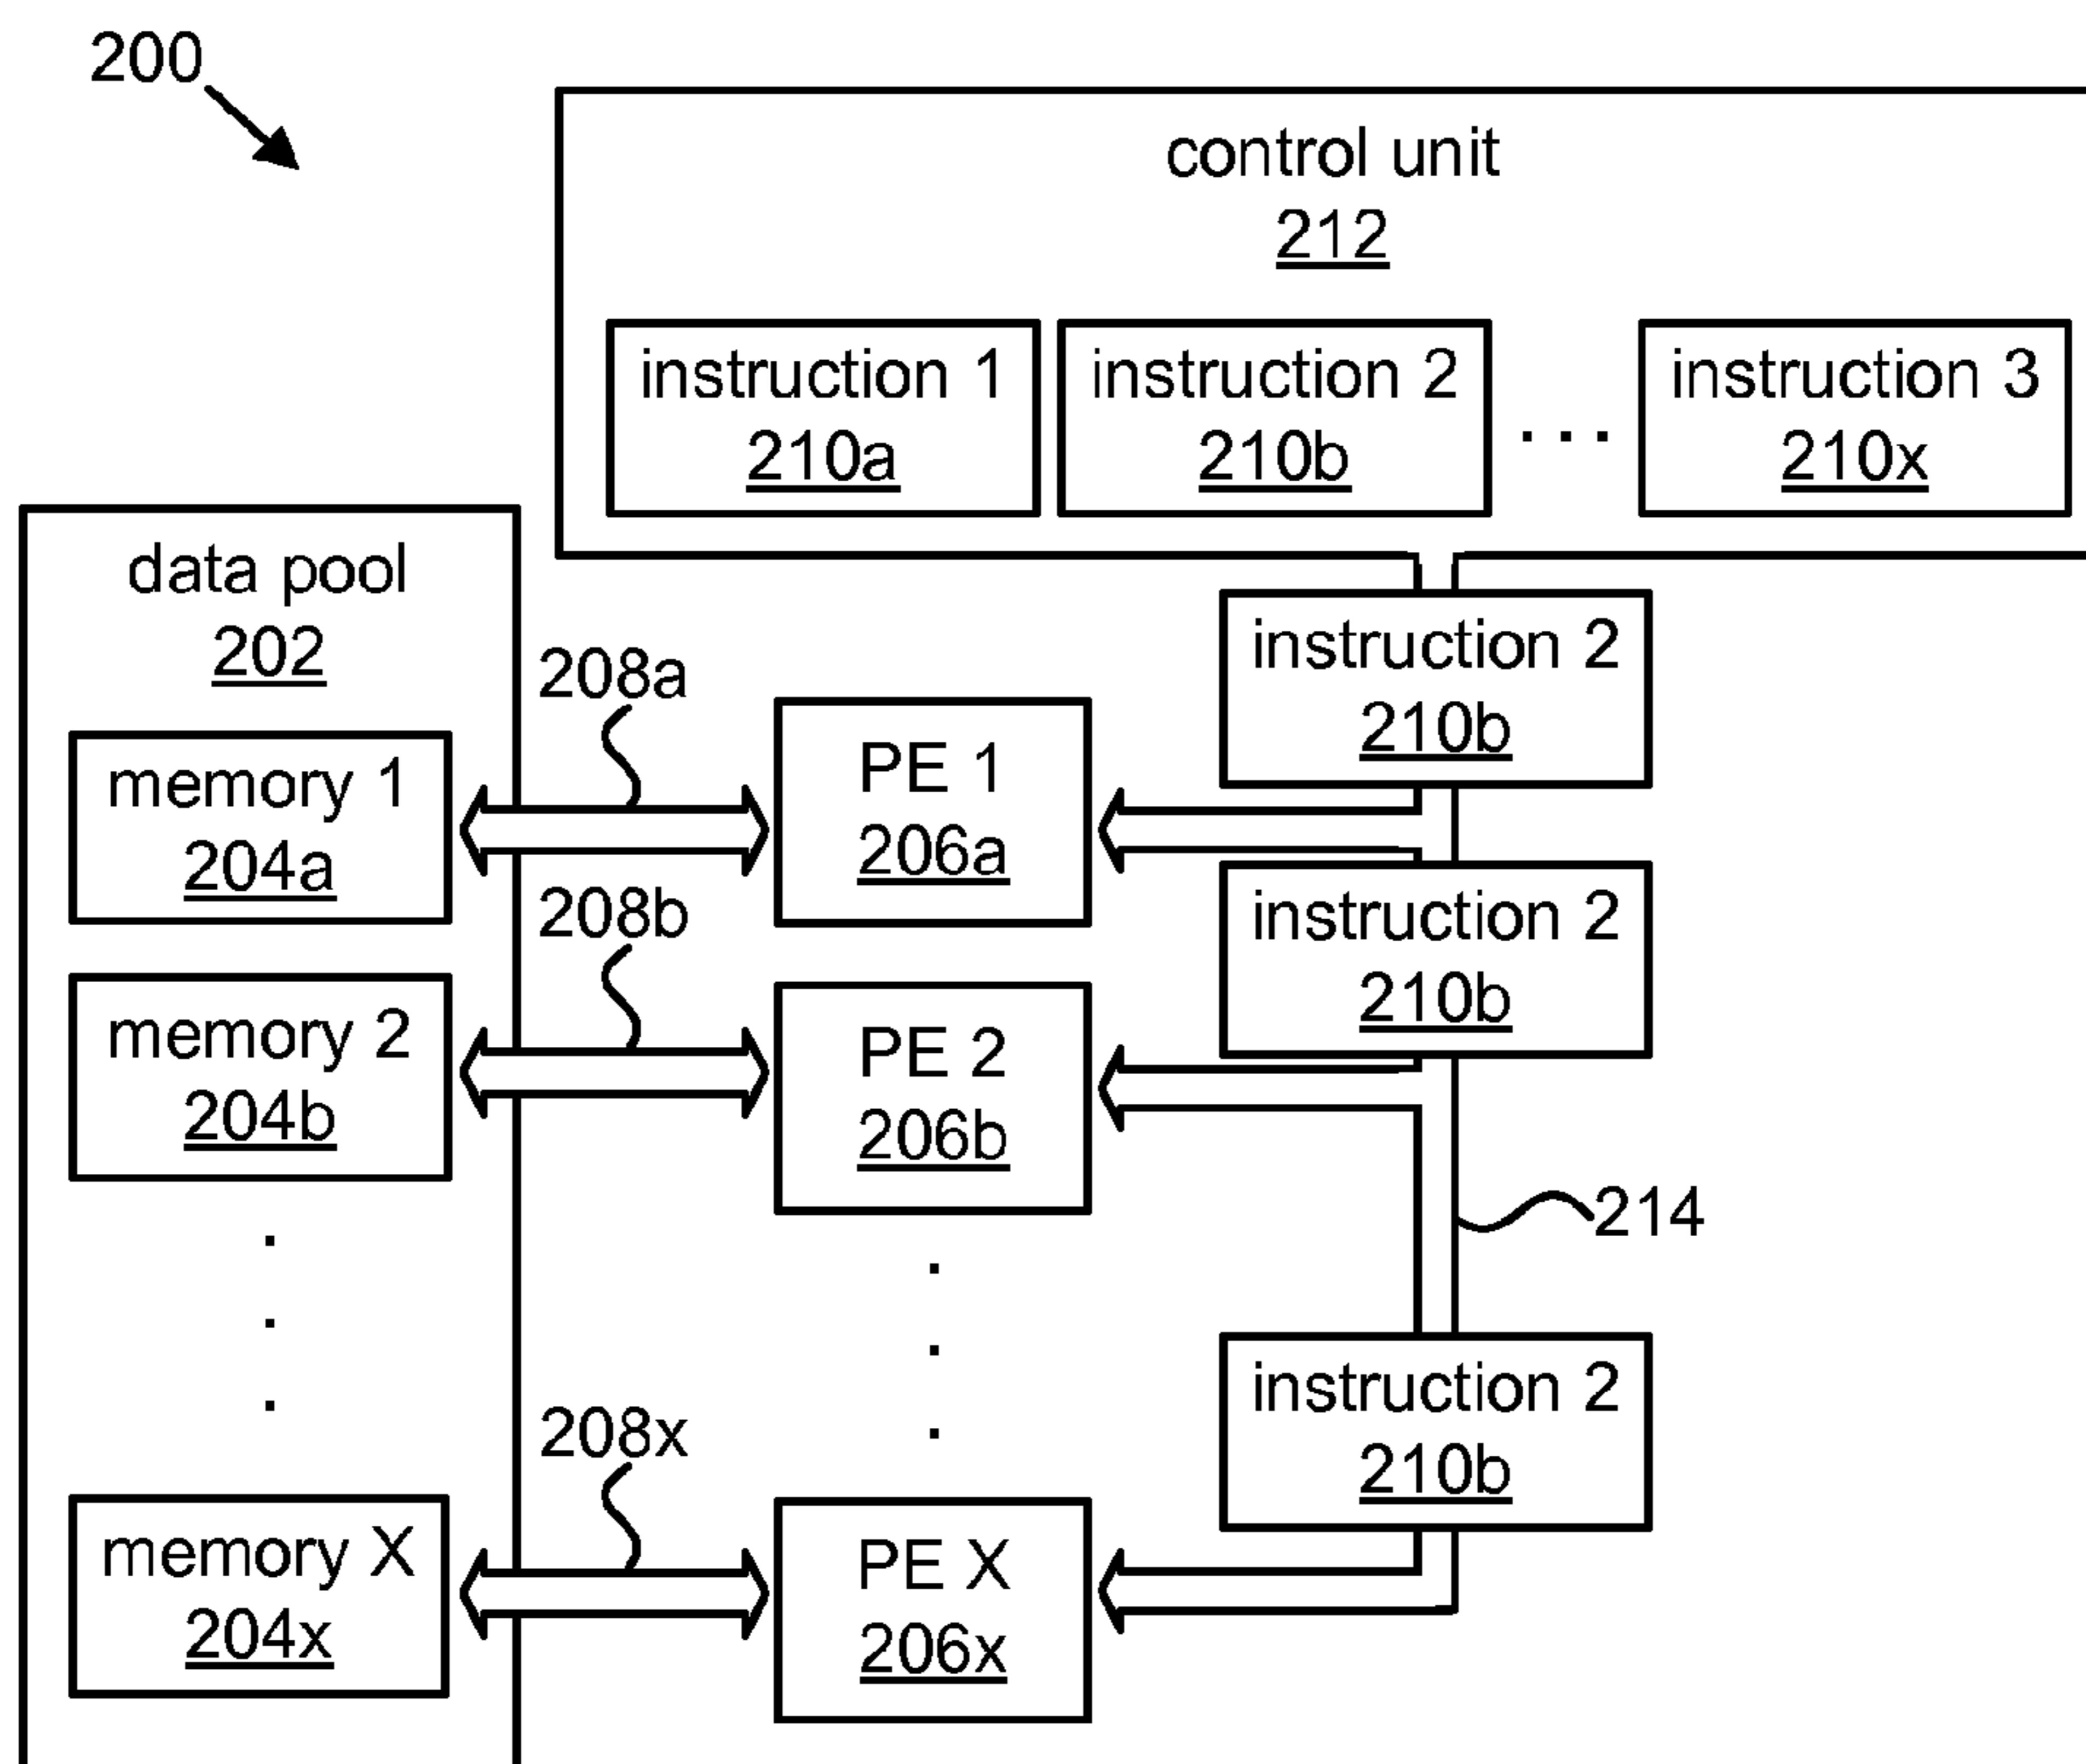 200
control unit
212
instruction 1
210a
instruction 2
210b
. . .
instruction 3
210x
data pool
202
memory 1
204a
memory 2
204b
.
.
.
memory X
204x
208a
208b
208x
PE 1
206a
PE 2
206b
.
.
.
PE X
206x
instruction 2
210b
instruction 2
210b
214
instruction 2
210b